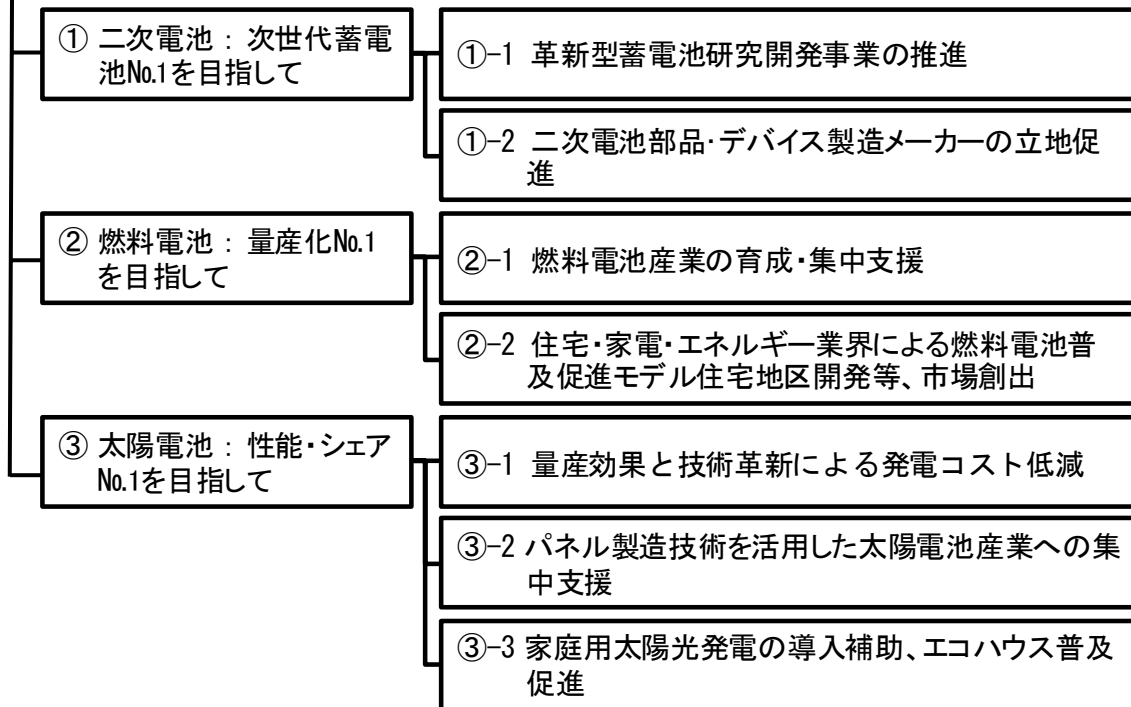 ① 二次電池 : 次世代蓄電
池No.1を目指して
①-1 革新型蓄電池研究開発事業の推進
①-2 二次電池部品・デバイス製造メーカーの立地促
進
② 燃料電池 : 量産化No.1
を目指して
②-1 燃料電池産業の育成・集中支援
②-2 住宅・家電・エネルギー業界による燃料電池普
及促進モデル住宅地区開発等、市場創出
③ 太陽電池 : 性能・シェア
No.1を目指して
③-1 量産効果と技術革新による発電コスト低減
③-2 パネル製造技術を活用した太陽電池産業への集
中支援
③-3 家庭用太陽光発電の導入補助、エコハウス普及
促進